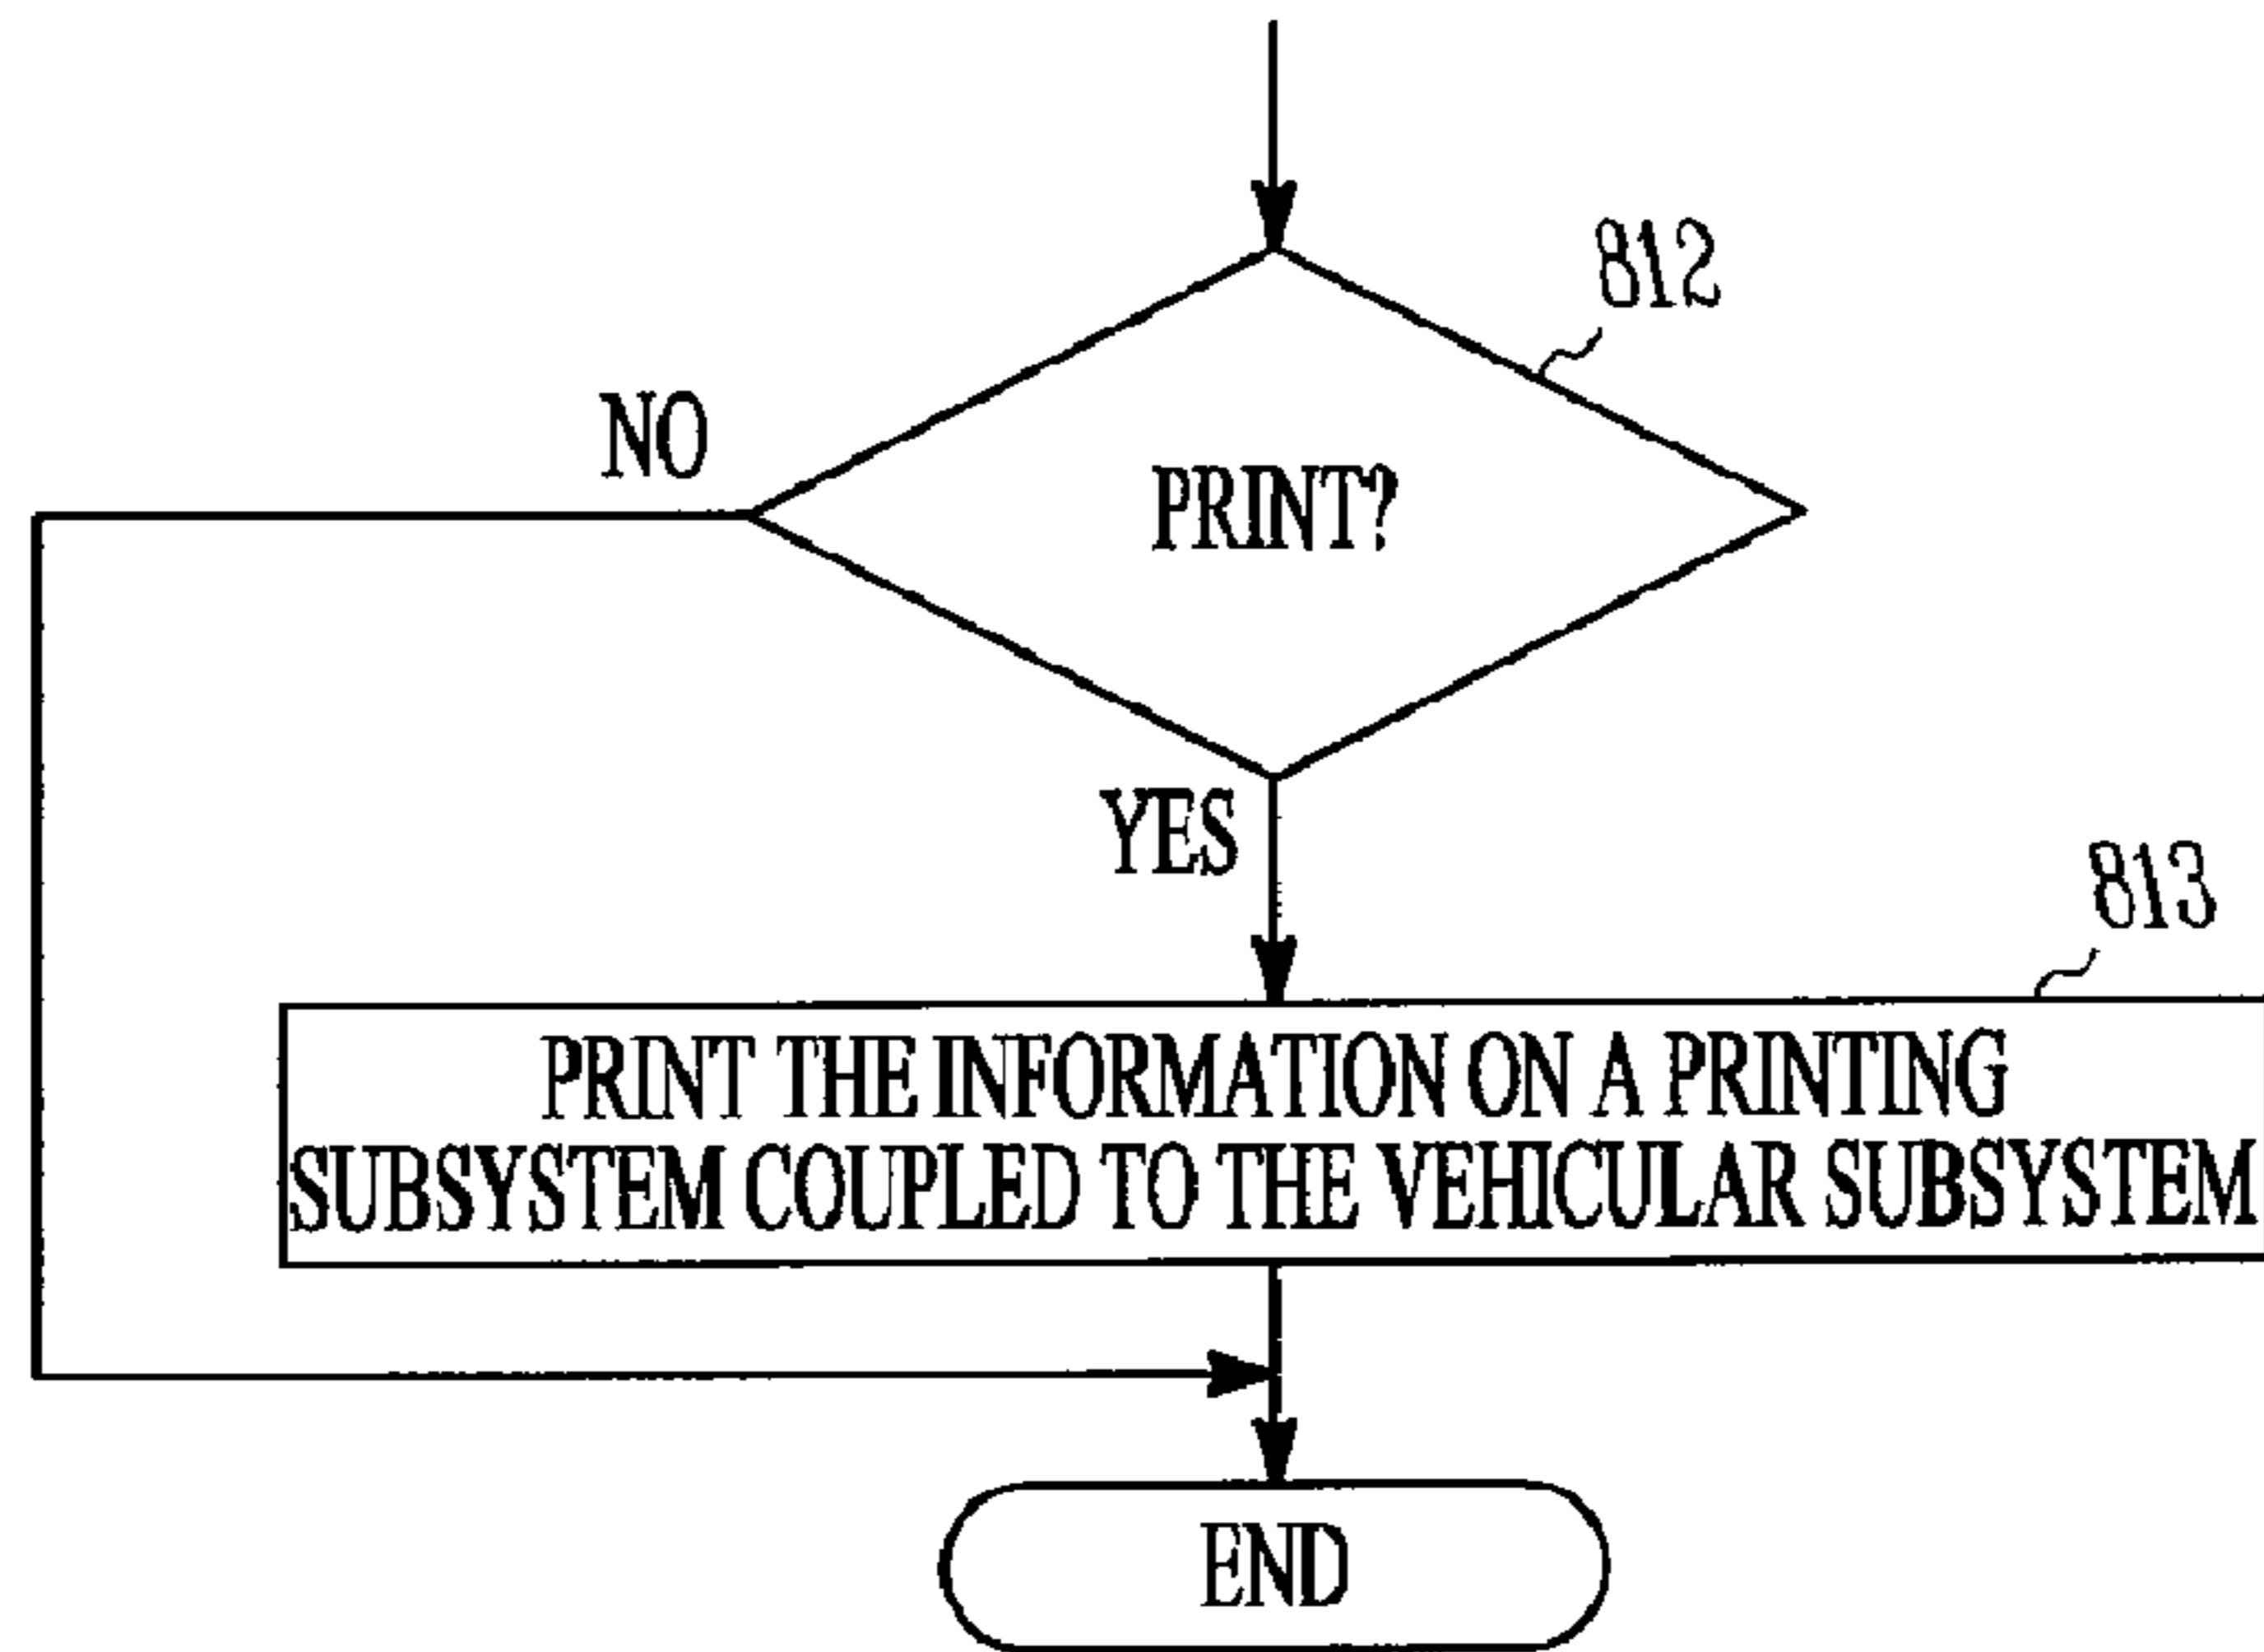 812
NO
PRINT?
YES
813
PRINT THE INFORMATION ON A PRINTING
SUBSYSTEM COUPLED TO THE VEHICULAR SUBSYSTEM
END